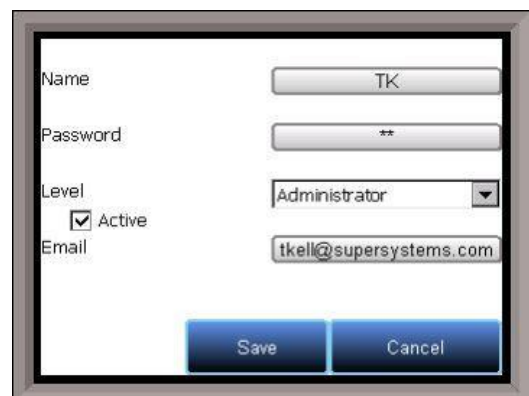 Name TK
Password **
Level Administrator
Active
Email tkell@supersystems.com
Save Cancel